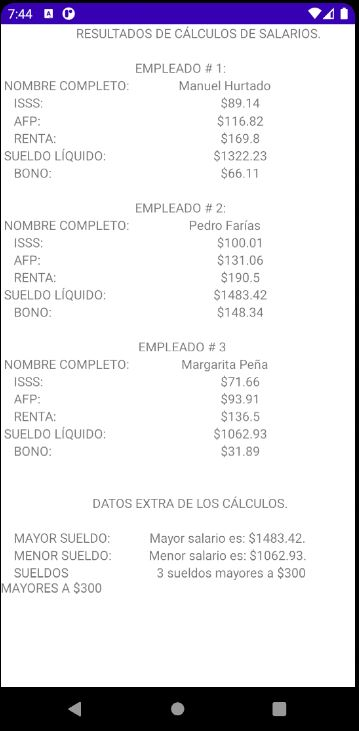 7:44
RESULTADOS DE CÁLCULOS DE SALARIOS.
EMPLEADO # 1:
NOMBRE COMPLETO: Manuel Hurtado
ISSS: $89.14
AFP: $116.82
RENTA: $169.8
SUELDO LÍQUIDO: $1322.23
BONO: $66.11
EMPLEADO # 2:
NOMBRE COMPLETO: Pedro Farías
ISSS: $100.01
AFP: $131.06
RENTA: $190.5
SUELDO LÍQUIDO: $1483.42
BONO: $148.34
EMPLEADO # 3
NOMBRE COMPLETO: Margarita Peña
ISSS: $71.66
AFP: $93.91
RENTA: $136.5
SUELDO LÍQUIDO: $1062.93
BONO: $31.89
DATOS EXTRA DE LOS CÁLCULOS.
MAYOR SUELDO: Mayor salario es: $1483.42.
MENOR SUELDO: Menor salario es: $1062.93.
SUELDOS 3 sueldos mayores a $300
MAYORES A $300